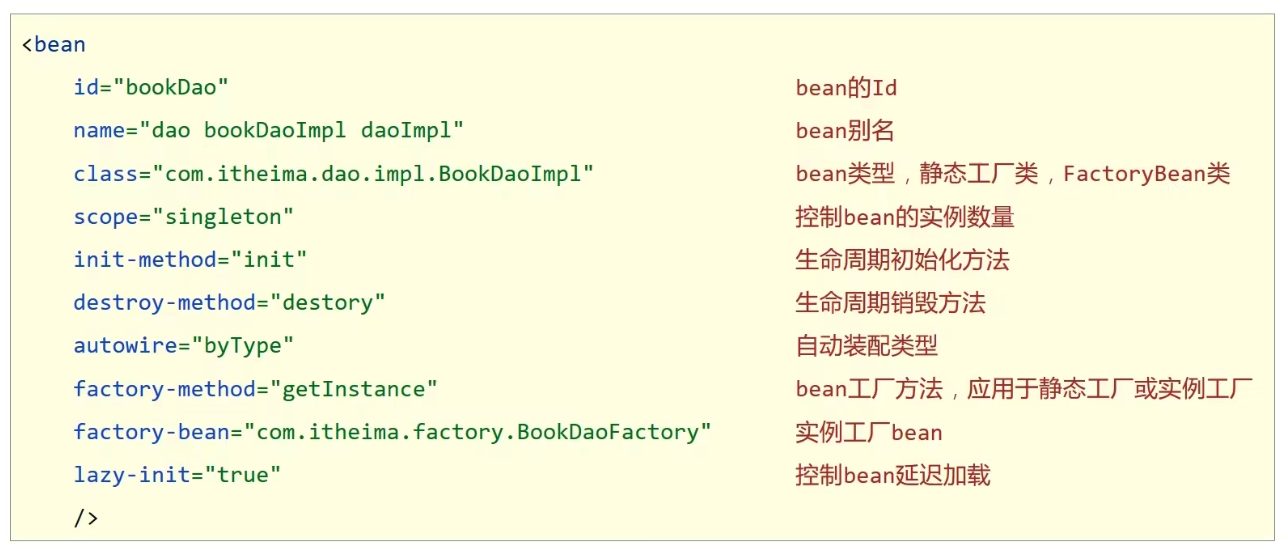 <bean
id="bookDao" bean的Id
name="dao bookDaoImpl daoImpl" bean别名
class="com.itheima.dao.impl.BookDaoImpl" bean类型，静态工厂类，FactoryBean类
scope="singleton" 控制bean的实例数量
init-method="init" 生命周期初始化方法
destroy-method="destory" 生命周期销毁方法
autowire="byType" 自动装配类型
factory-method="getInstance" bean工厂方法，应用于静态工厂或实例工厂
factory-bean="com.itheima.factory.BookDaoFactory" 实例工厂bean
lazy-init="true" 控制bean延迟加载
/>